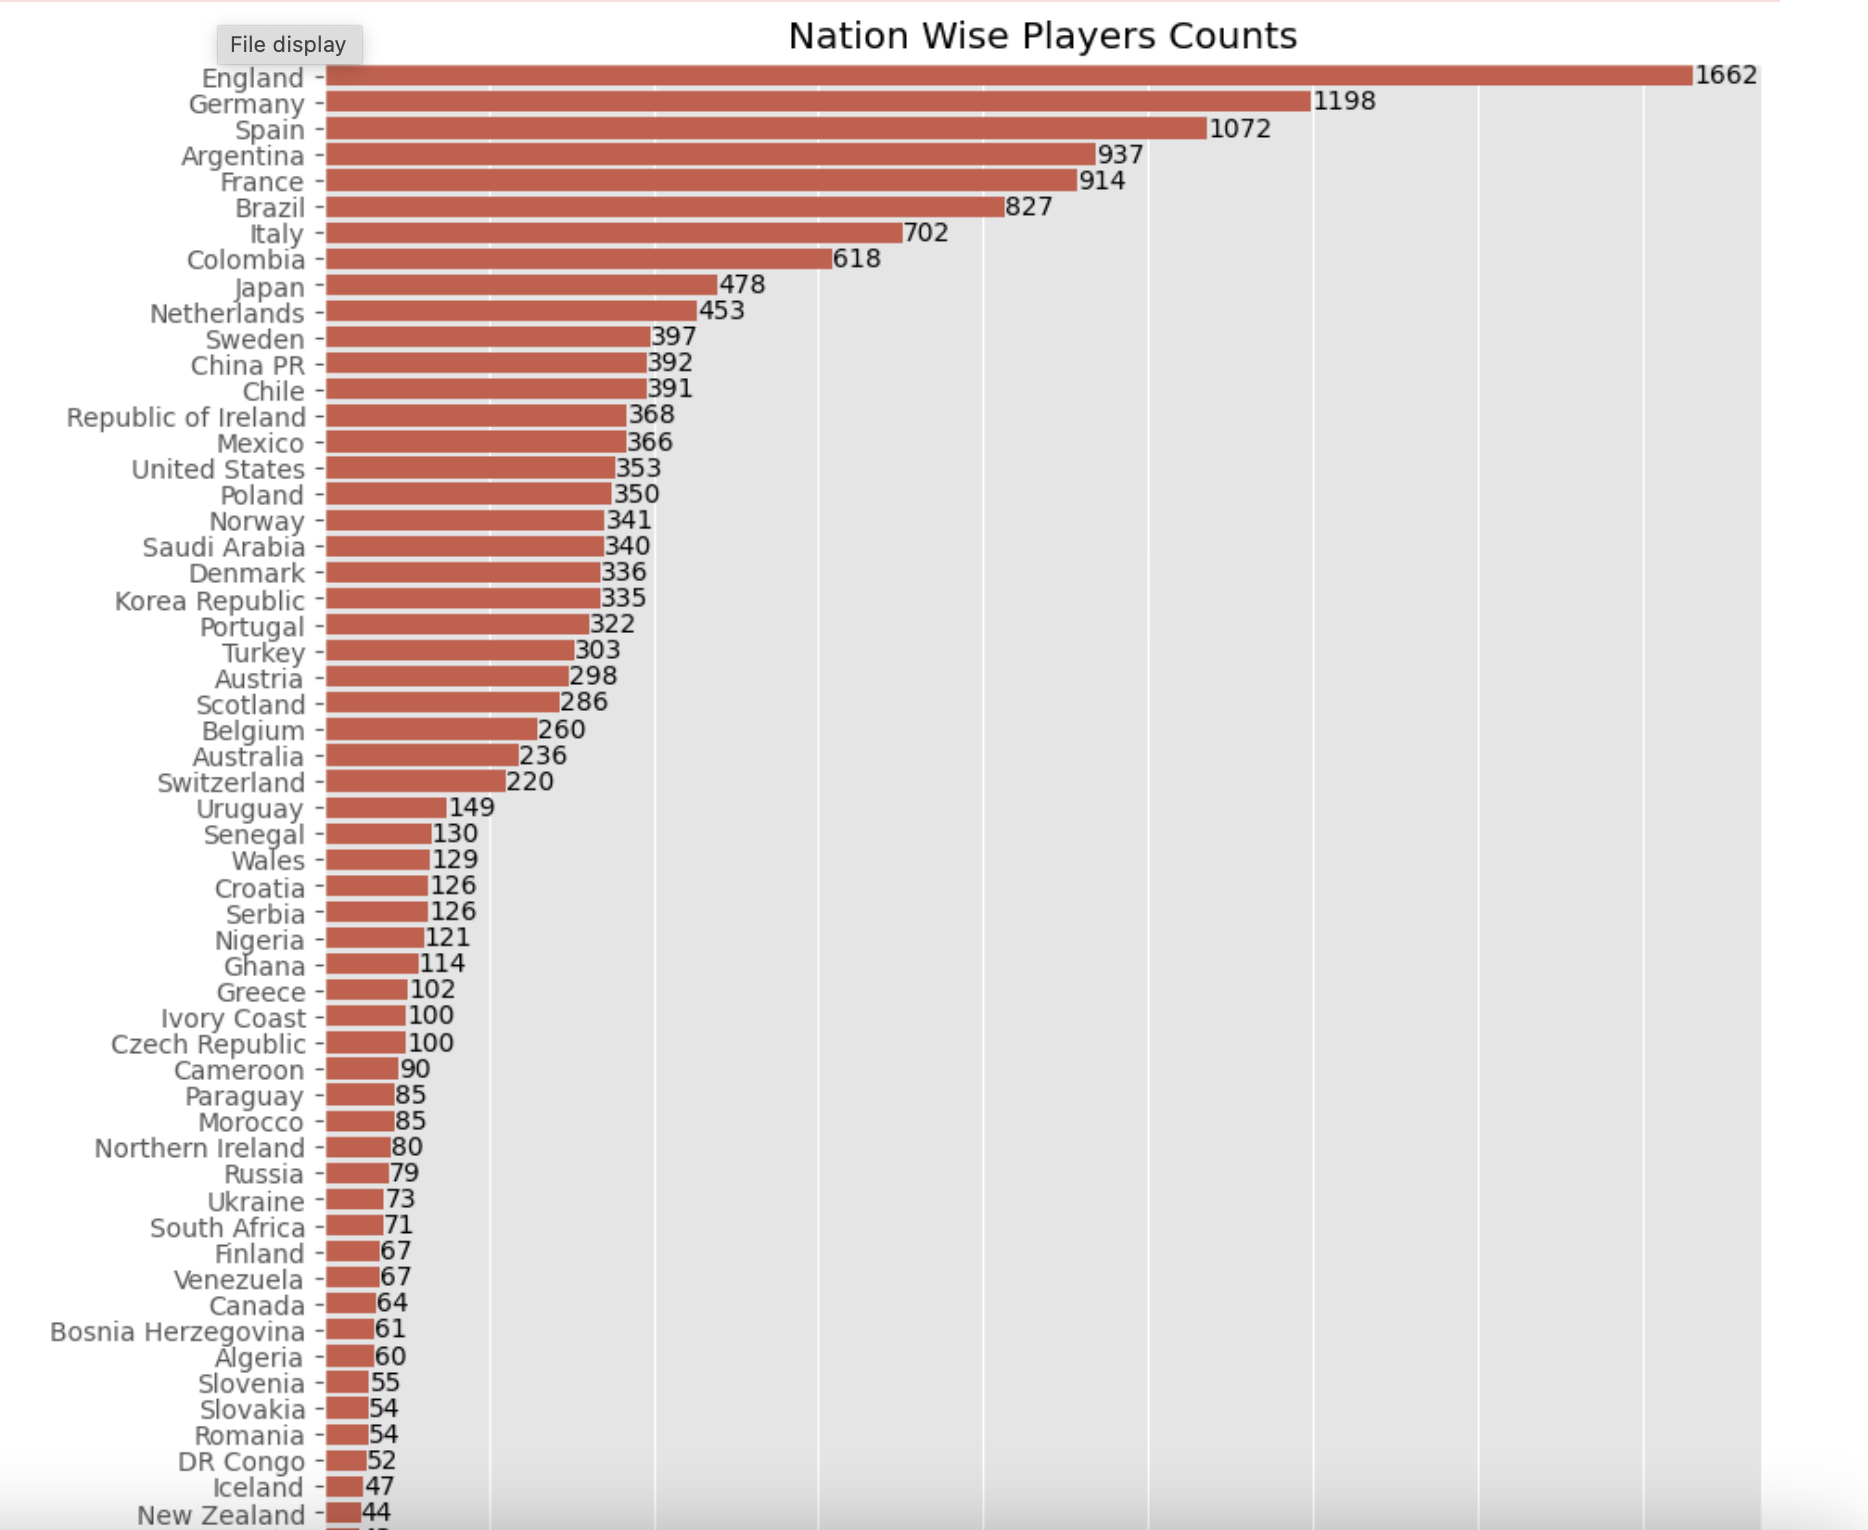 Nation Wise Players Counts
File display
England 1662
Germany 1198
Spain 1072
Argentina 937
France 914
Brazil 827
Italy 702
Colombia 618
Japan 478
Netherlands 453
Sweden 397
China PR 392
Chile 391
Republic of Ireland 368
Mexico 366
United States 353
Poland 350
Norway 341
Saudi Arabia 340
Denmark 336
Korea Republic 335
Portugal 322
Turkey 303
Austria 298
Scotland 286
Belgium 260
Australia 236
Switzerland 220
Uruguay 149
Senegal 130
Wales 129
Croatia 126
Serbia 126
Nigeria 121
Ghana 114
Greece 102
Ivory Coast 100
Czech Republic 100
Cameroon 90
Paraguay 85
Morocco 85
Northern Ireland 80
Russia 79
Ukraine 73
South Africa 71
Finland 67
Venezuela 67
Canada 64
Bosnia Herzegovina 61
Algeria 60
Slovenia 55
Slovakia 54
Romania 54
DR Congo 52
Iceland 47
New Zealand 44